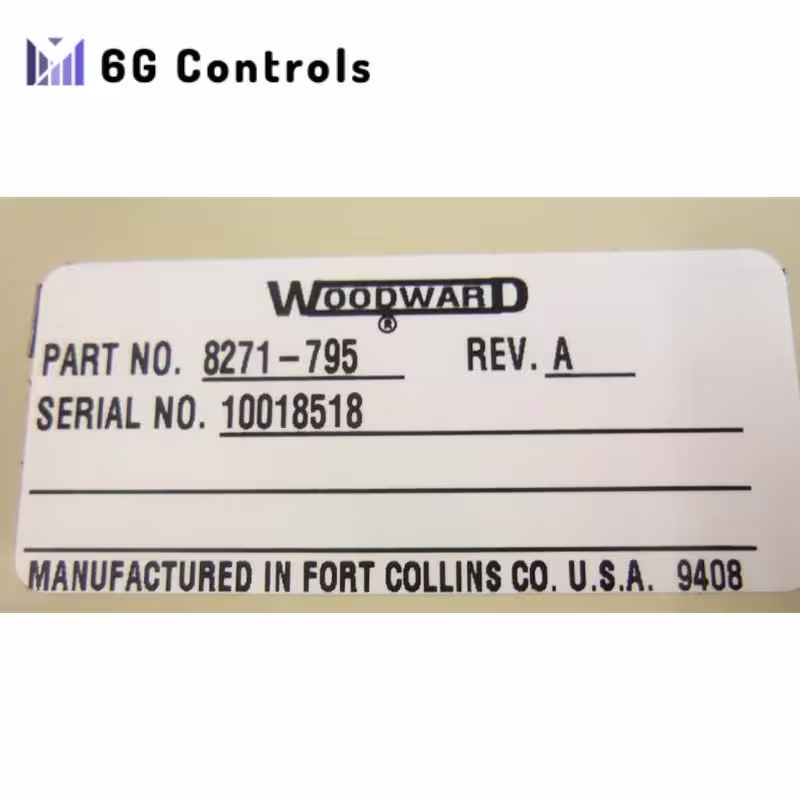 6G Controls
WOODWARD
®
PART NO. 8271-795 REV. A
SERIAL NO. 10018518
MANUFACTURED IN FORT COLLINS CO. U.S.A. 9408